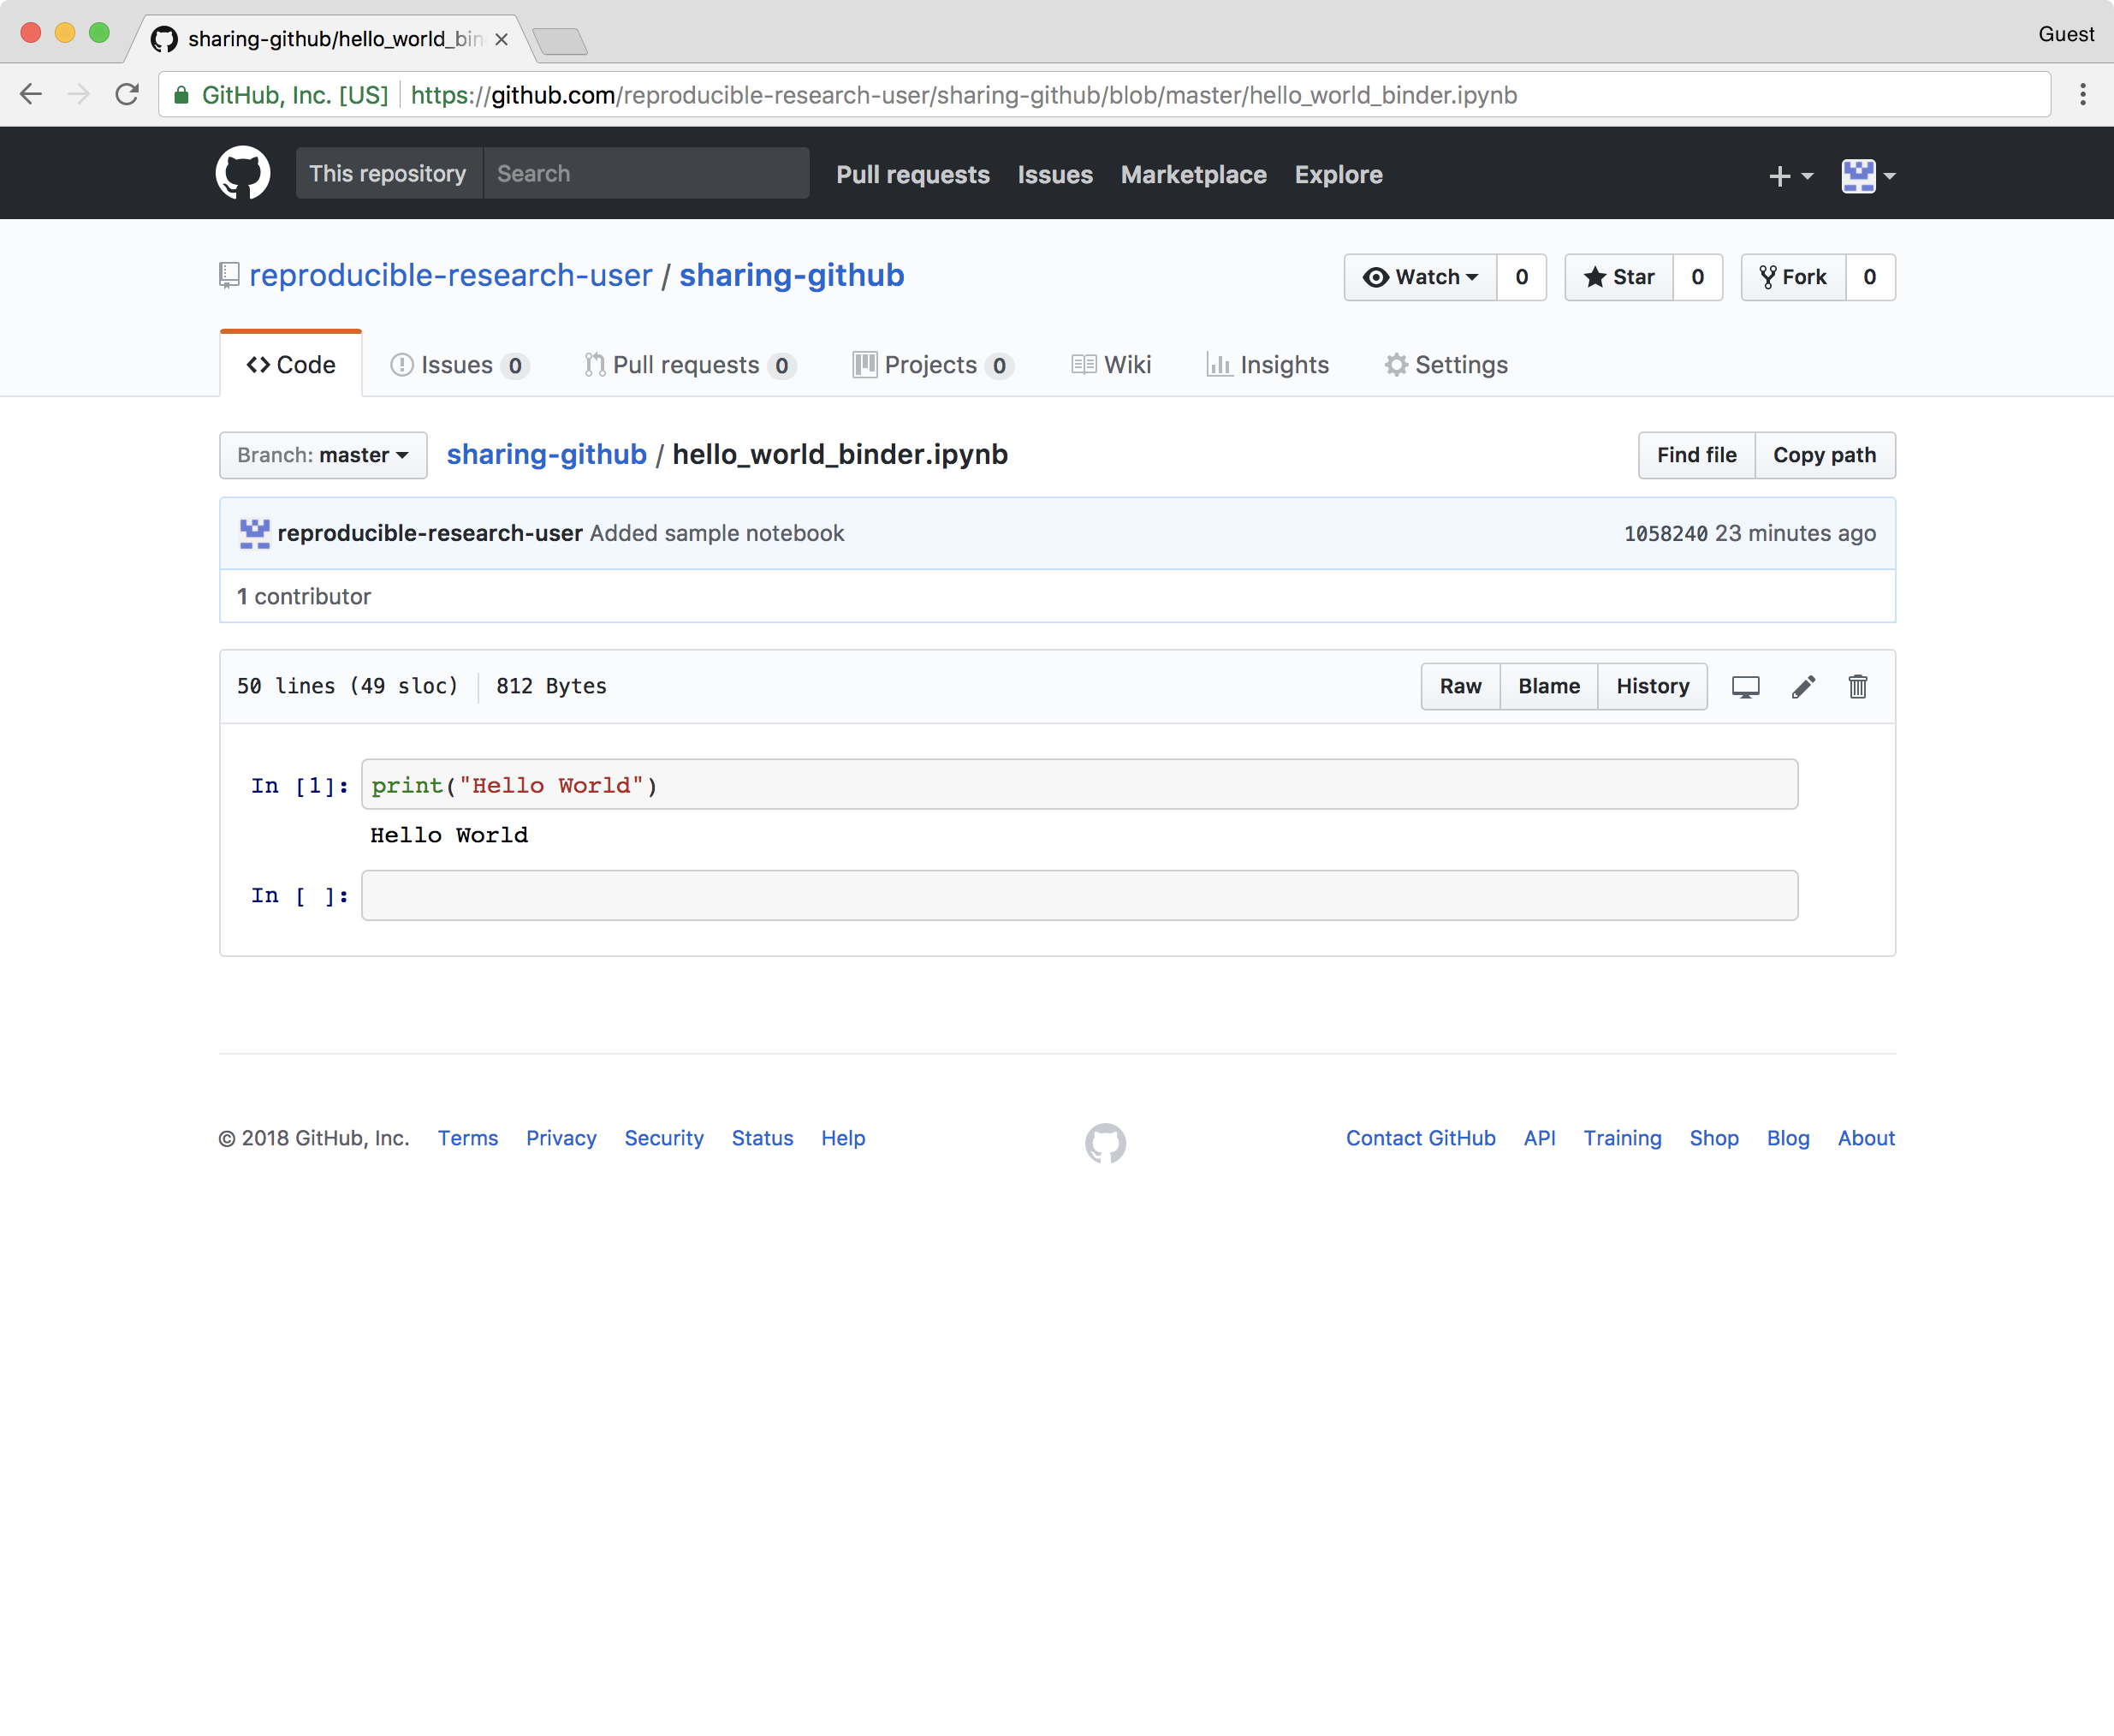 sharing-github/hello_world_bin
Guest
GitHub, Inc. [US] https://github.com/reproducible-research-user/sharing-github/blob/master/hello_world_binder.ipynb
This repository Search Pull requests Issues Marketplace Explore
reproducible-research-user / sharing-github Watch 0 Star 0 Fork 0
Code Issues 0 Pull requests 0 Projects 0 Wiki Insights Settings
Branch: master sharing-github / hello_world_binder.ipynb Find file Copy path
reproducible-research-user Added sample notebook 1058240 23 minutes ago
1 contributor
50 lines (49 sloc) 812 Bytes Raw Blame History
In [1]: print("Hello World")
Hello World
In [ ]:
© 2018 GitHub, Inc. Terms Privacy Security Status Help Contact GitHub API Training Shop Blog About